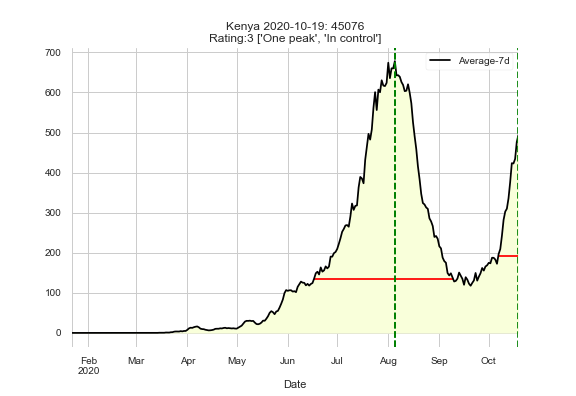 Kenya 2020-10-19: 45076
Rating:3 ['One peak', 'In control']
700
600
500
400
300
200
100
0
Average-7d
Feb
2020
Mar
Apr
May
Jun
Jul
Aug
Sep
Oct
Date